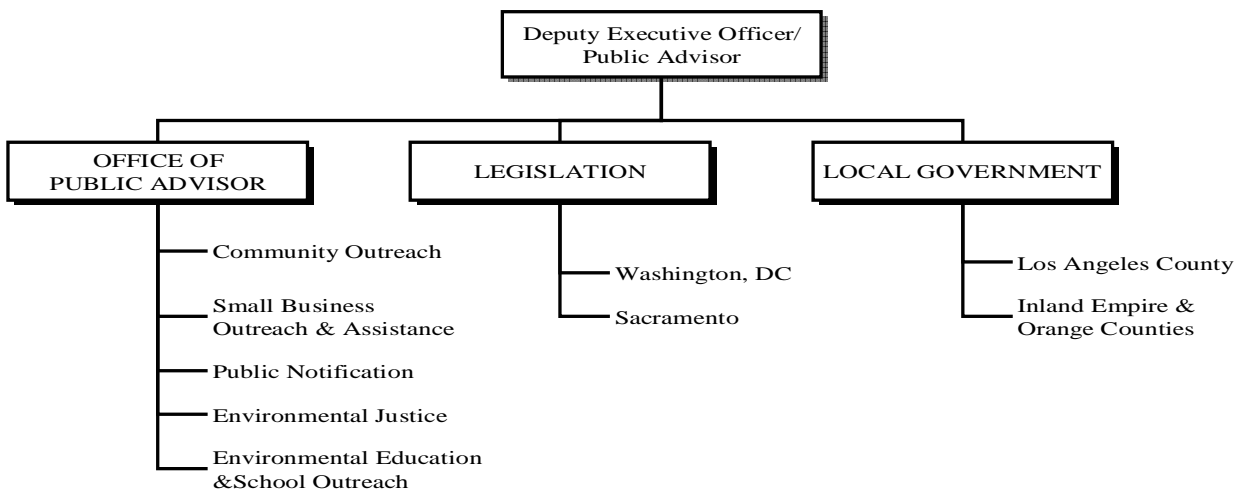 Deputy Executive Officer/
Public Advisor
OFFICE OF
PUBLIC ADVISOR
Community Outreach
Small Business
Outreach & Assistance
Public Notification
Environmental Justice
Environmental Education
&School Outreach
LEGISLATION
Washington, DC
Sacramento
LOCAL GOVERNMENT
Los Angeles County
Inland Empire &
Orange Counties